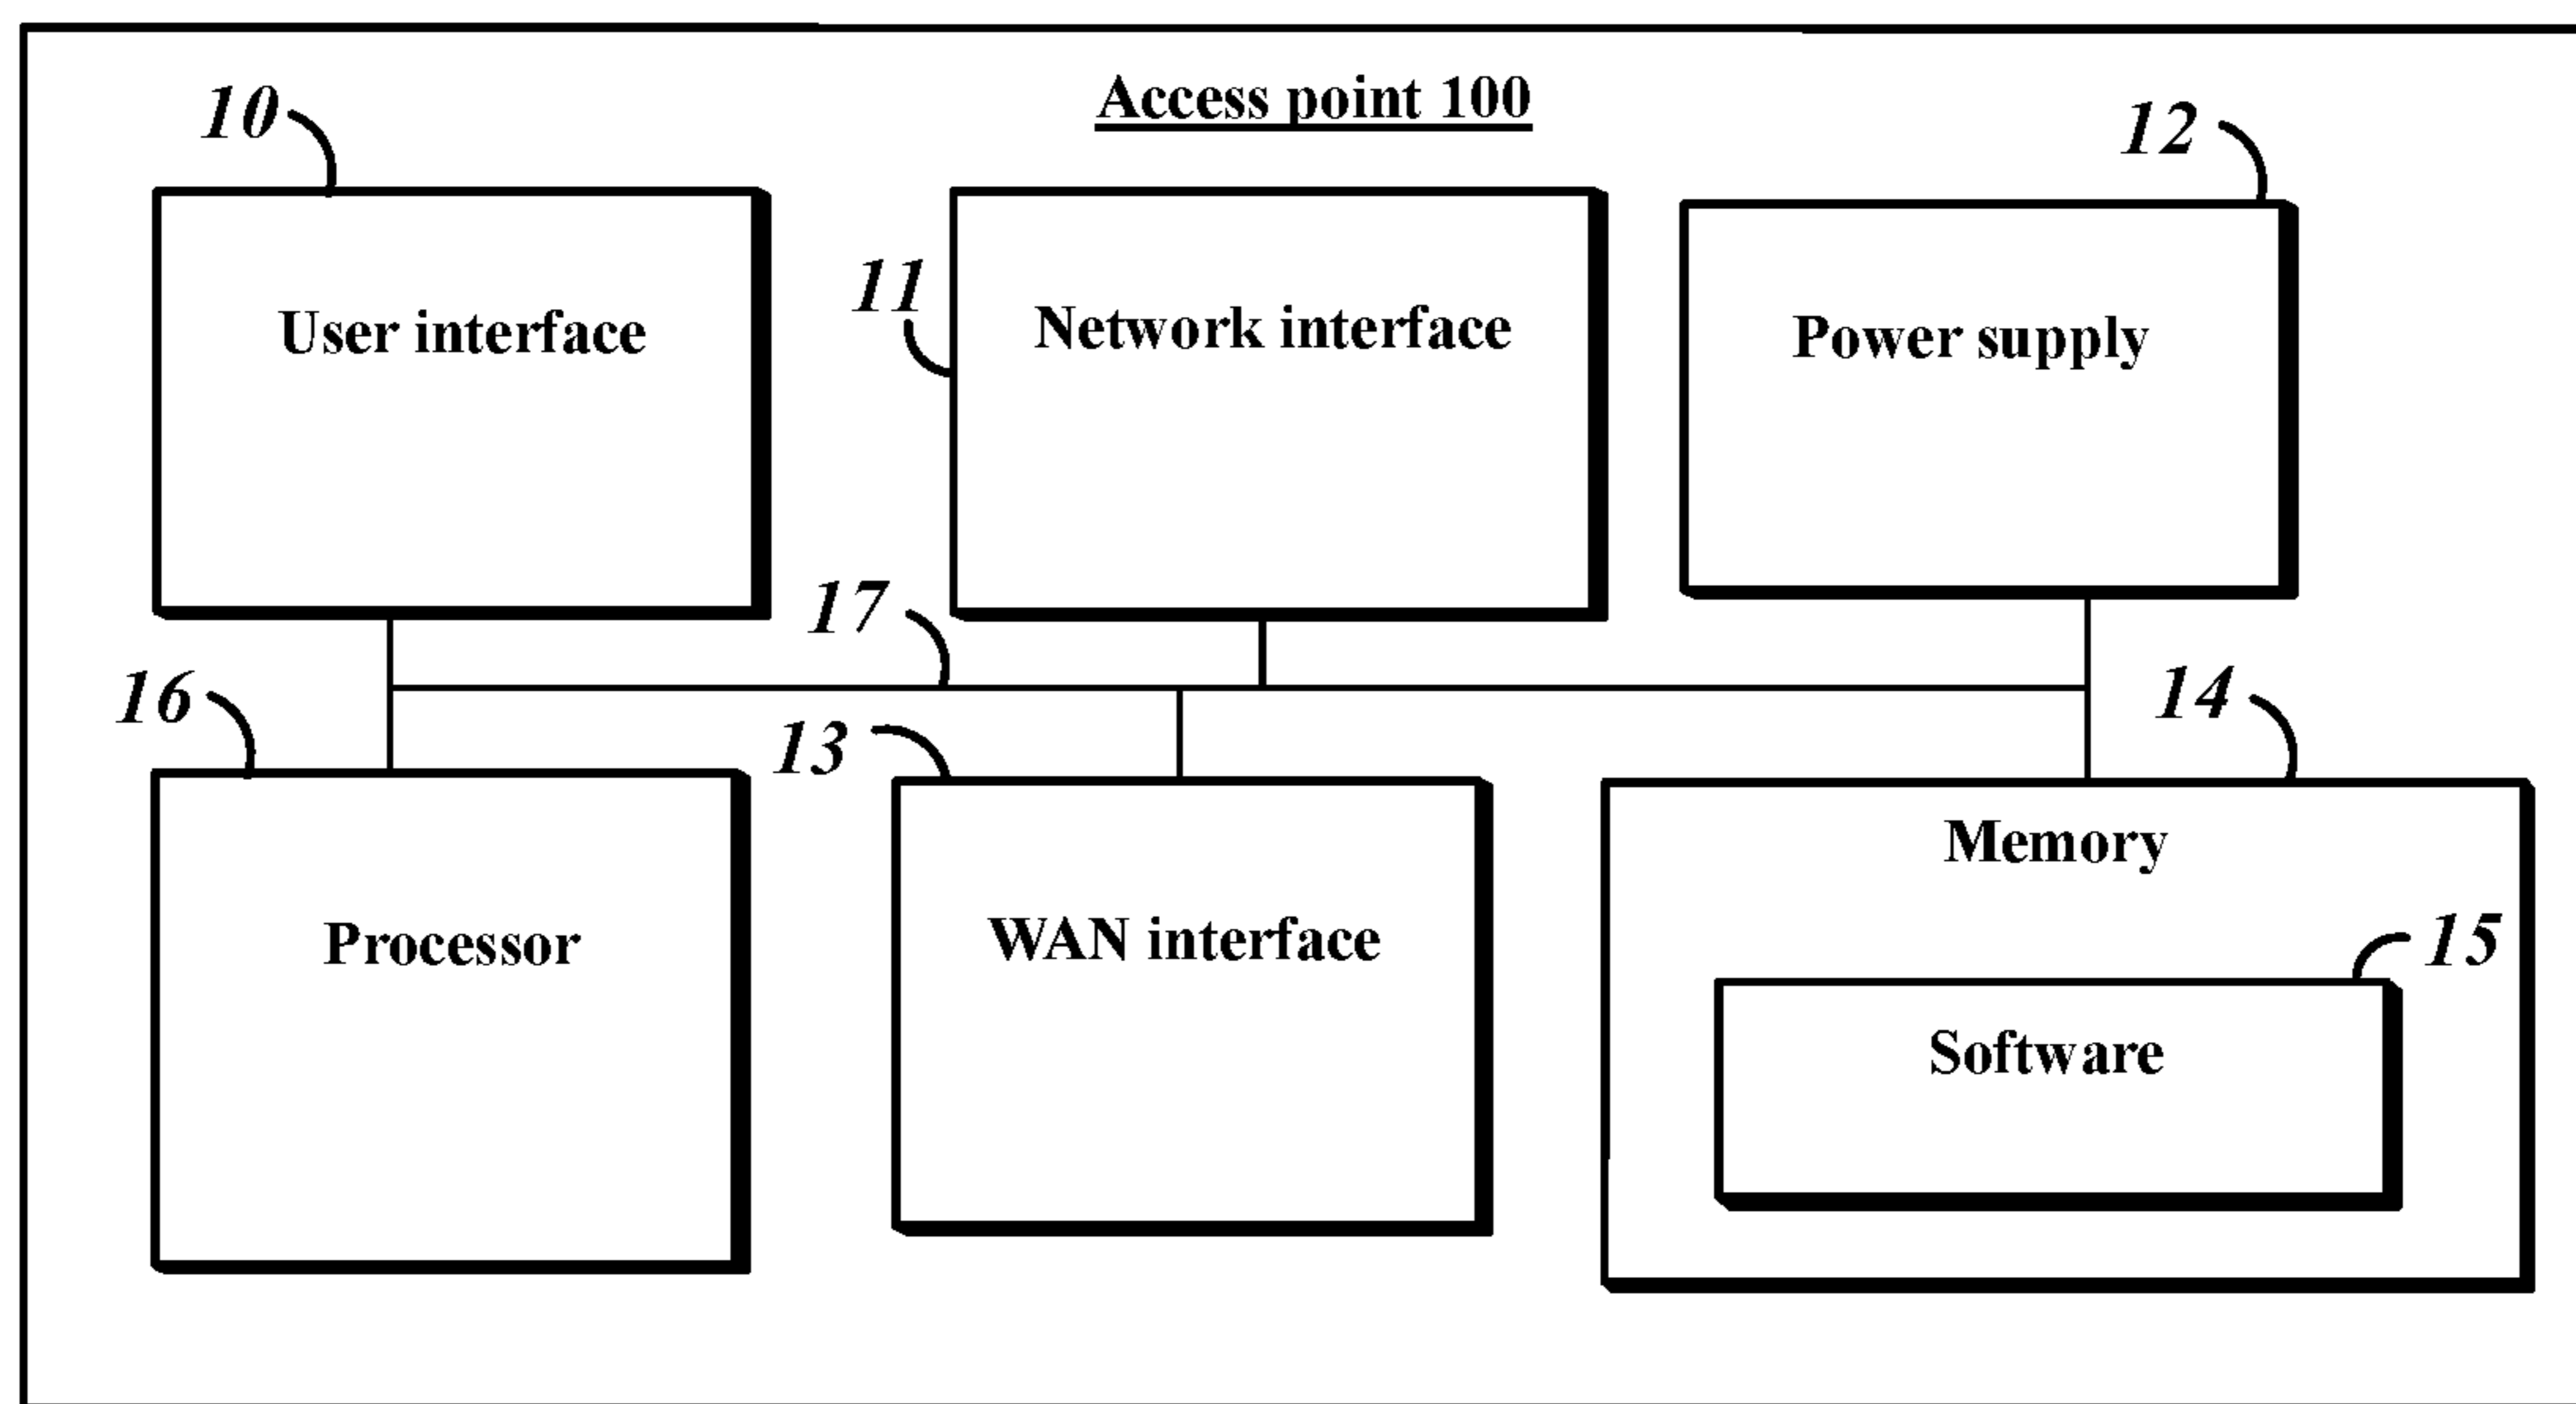 Access point 100
10
12
User interface
11
Network interface
Power supply
17
16
13
14
Memory
Processor
WAN interface
15
Software